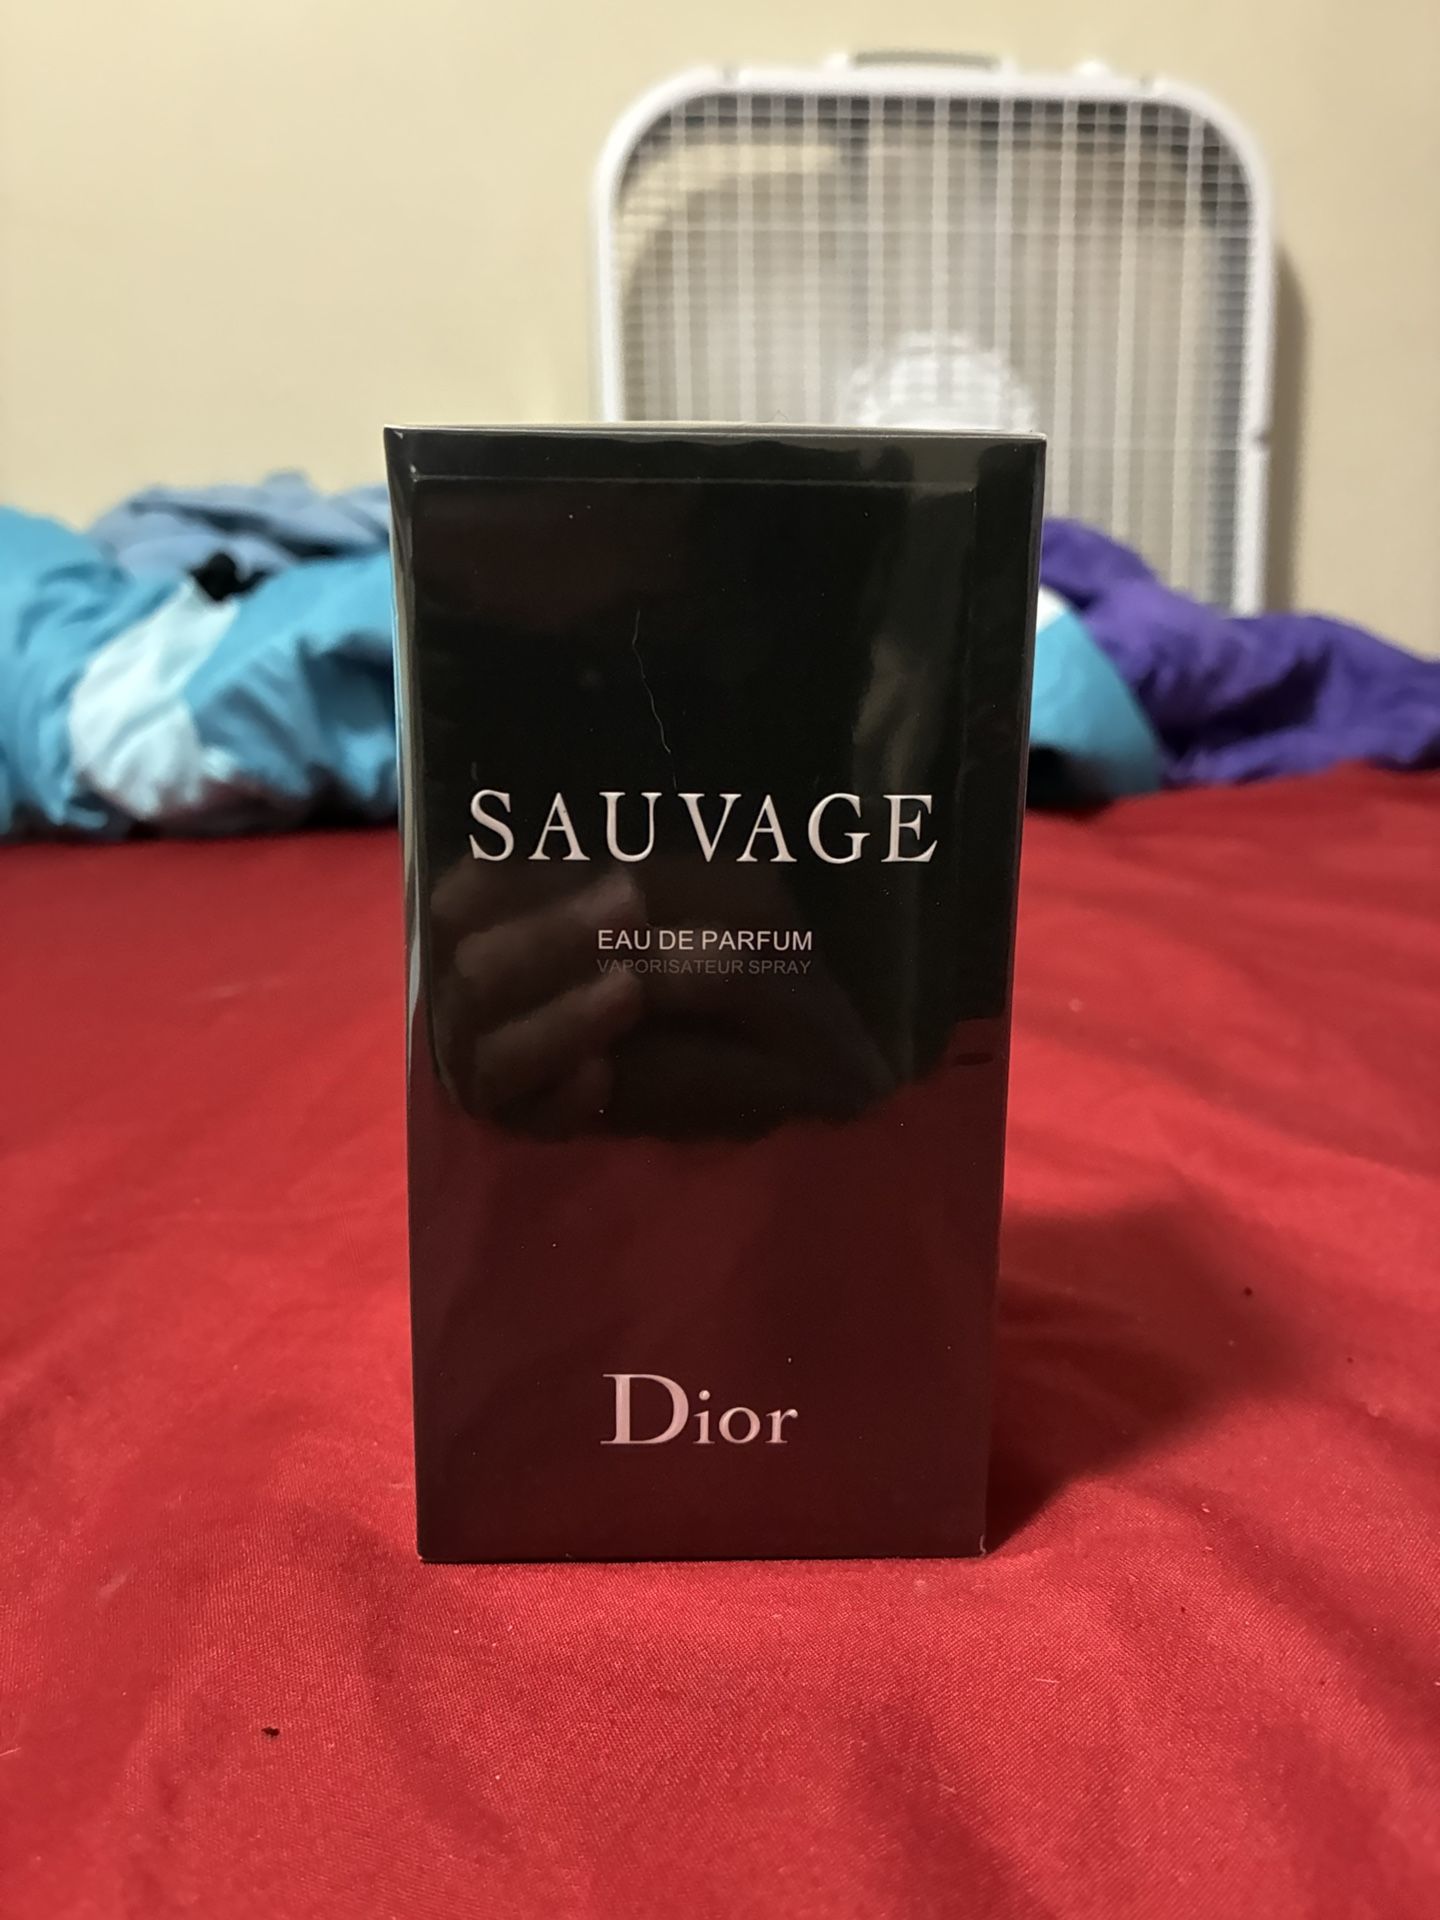 SAUVAGE
EAU DE PARFUM
VAPORISATEUR SPRAY
Dior